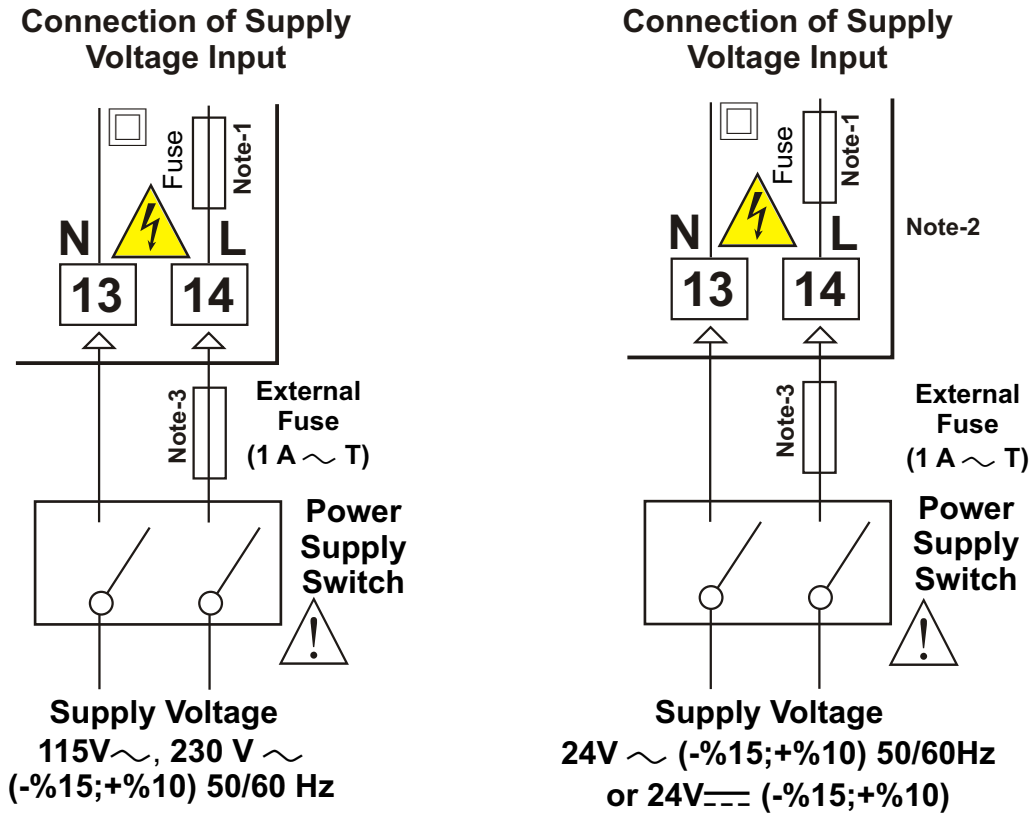 Connection of Supply
Voltage Input
Fuse
Note-1
N
L
13
14
Note-3
External
Fuse
(1 A ～ T)
Power
Supply
Switch
!
Supply Voltage
115V～, 230 V ～
(-%15;+%10) 50/60 Hz
Connection of Supply
Voltage Input
Fuse
Note-1
N
L
Note-2
13
14
Note-3
External
Fuse
(1 A ～ T)
Power
Supply
Switch
!
Supply Voltage
24V ～ (-%15;+%10) 50/60Hz
or 24V⎓ (-%15;+%10)